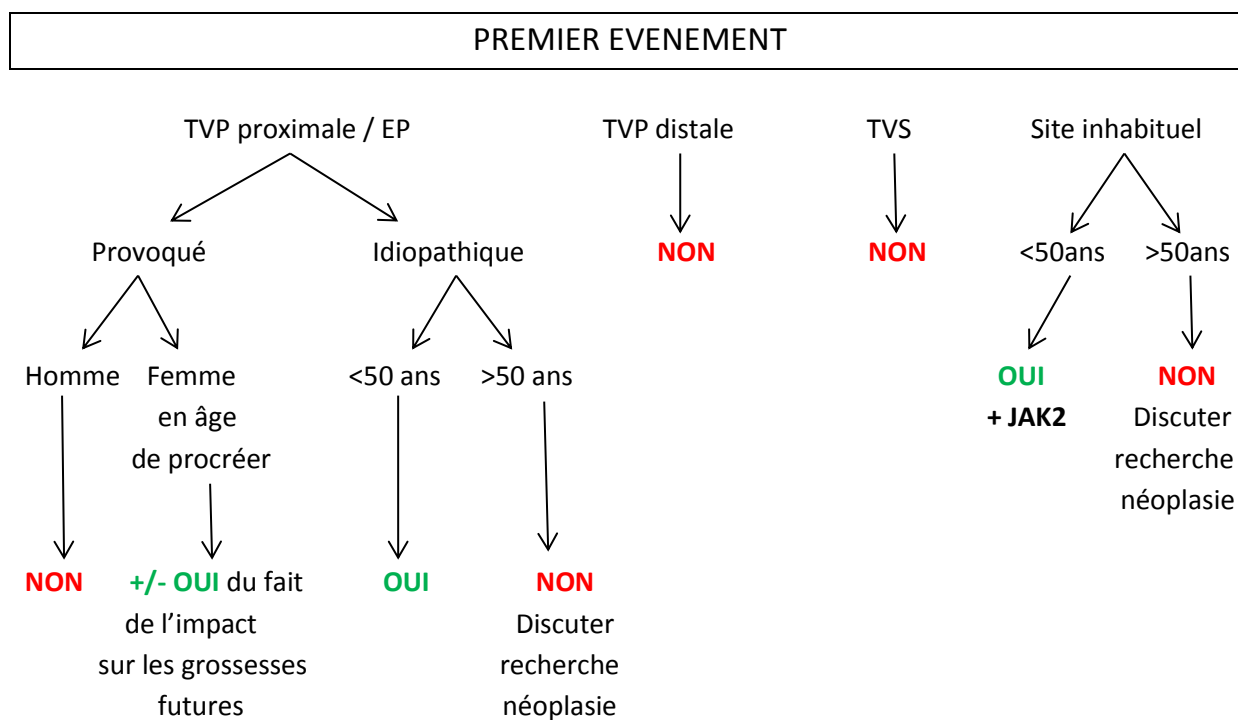 PREMIER EVENEMENT
TVP proximale / EP
TVP distale
TVS
Site inhabituel
Provoqué
Idiopathique
NON
NON
<50ans
>50ans
Homme
Femme
en âge
de procréer
<50 ans
>50 ans
OUI
+ JAK2
NON
Discuter
recherche
néoplasie
NON
+/- OUI du fait
de l’impact
sur les grossesses
futures
OUI
NON
Discuter
recherche
néoplasie